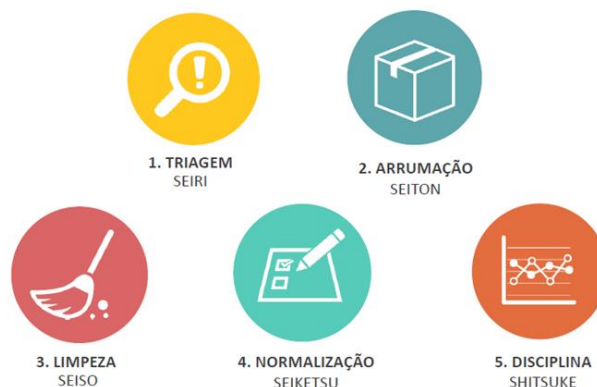 1. TRIAGEM
SEIRI
2. ARRUMAÇÃO
SEITON
3. LIMPEZA
SEISO
4. NORMALIZAÇÃO
SEIKETSU
5. DISCIPLINA
SHITSUKE